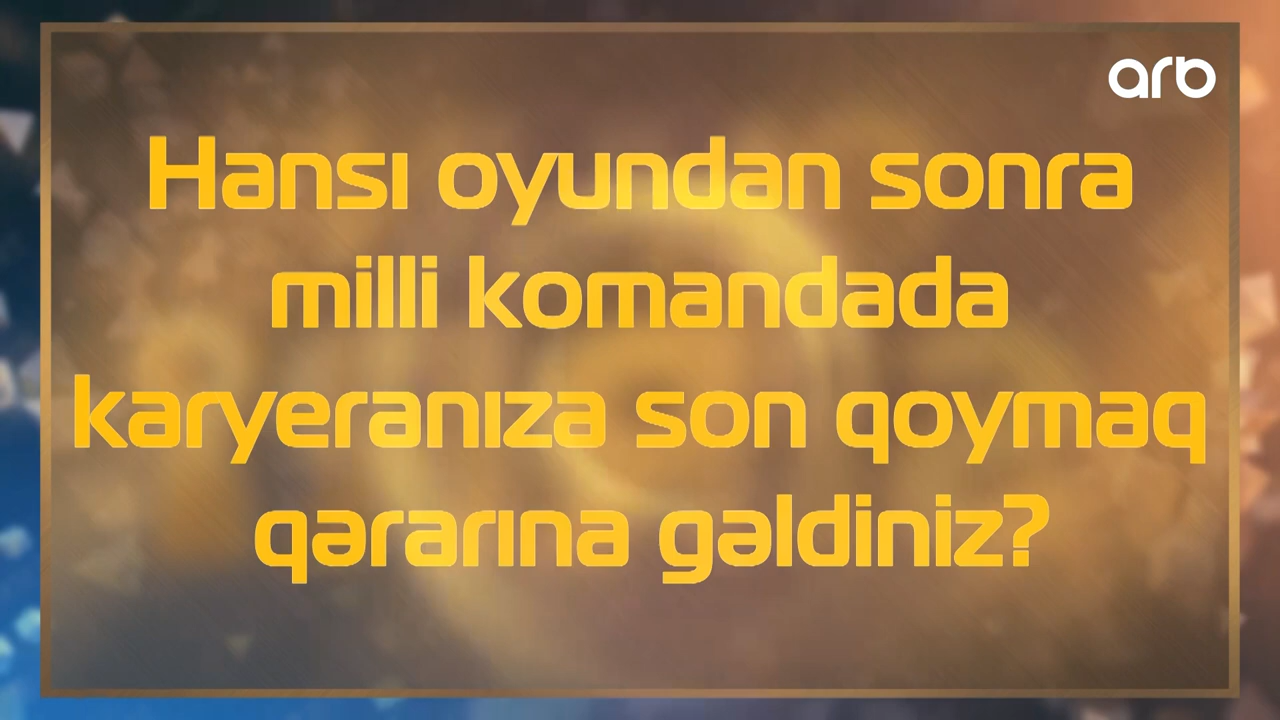 arb
Hansı oyundan sonra
milli komandada
karyeranıza son qoymaq
qərarına gəldiniz?